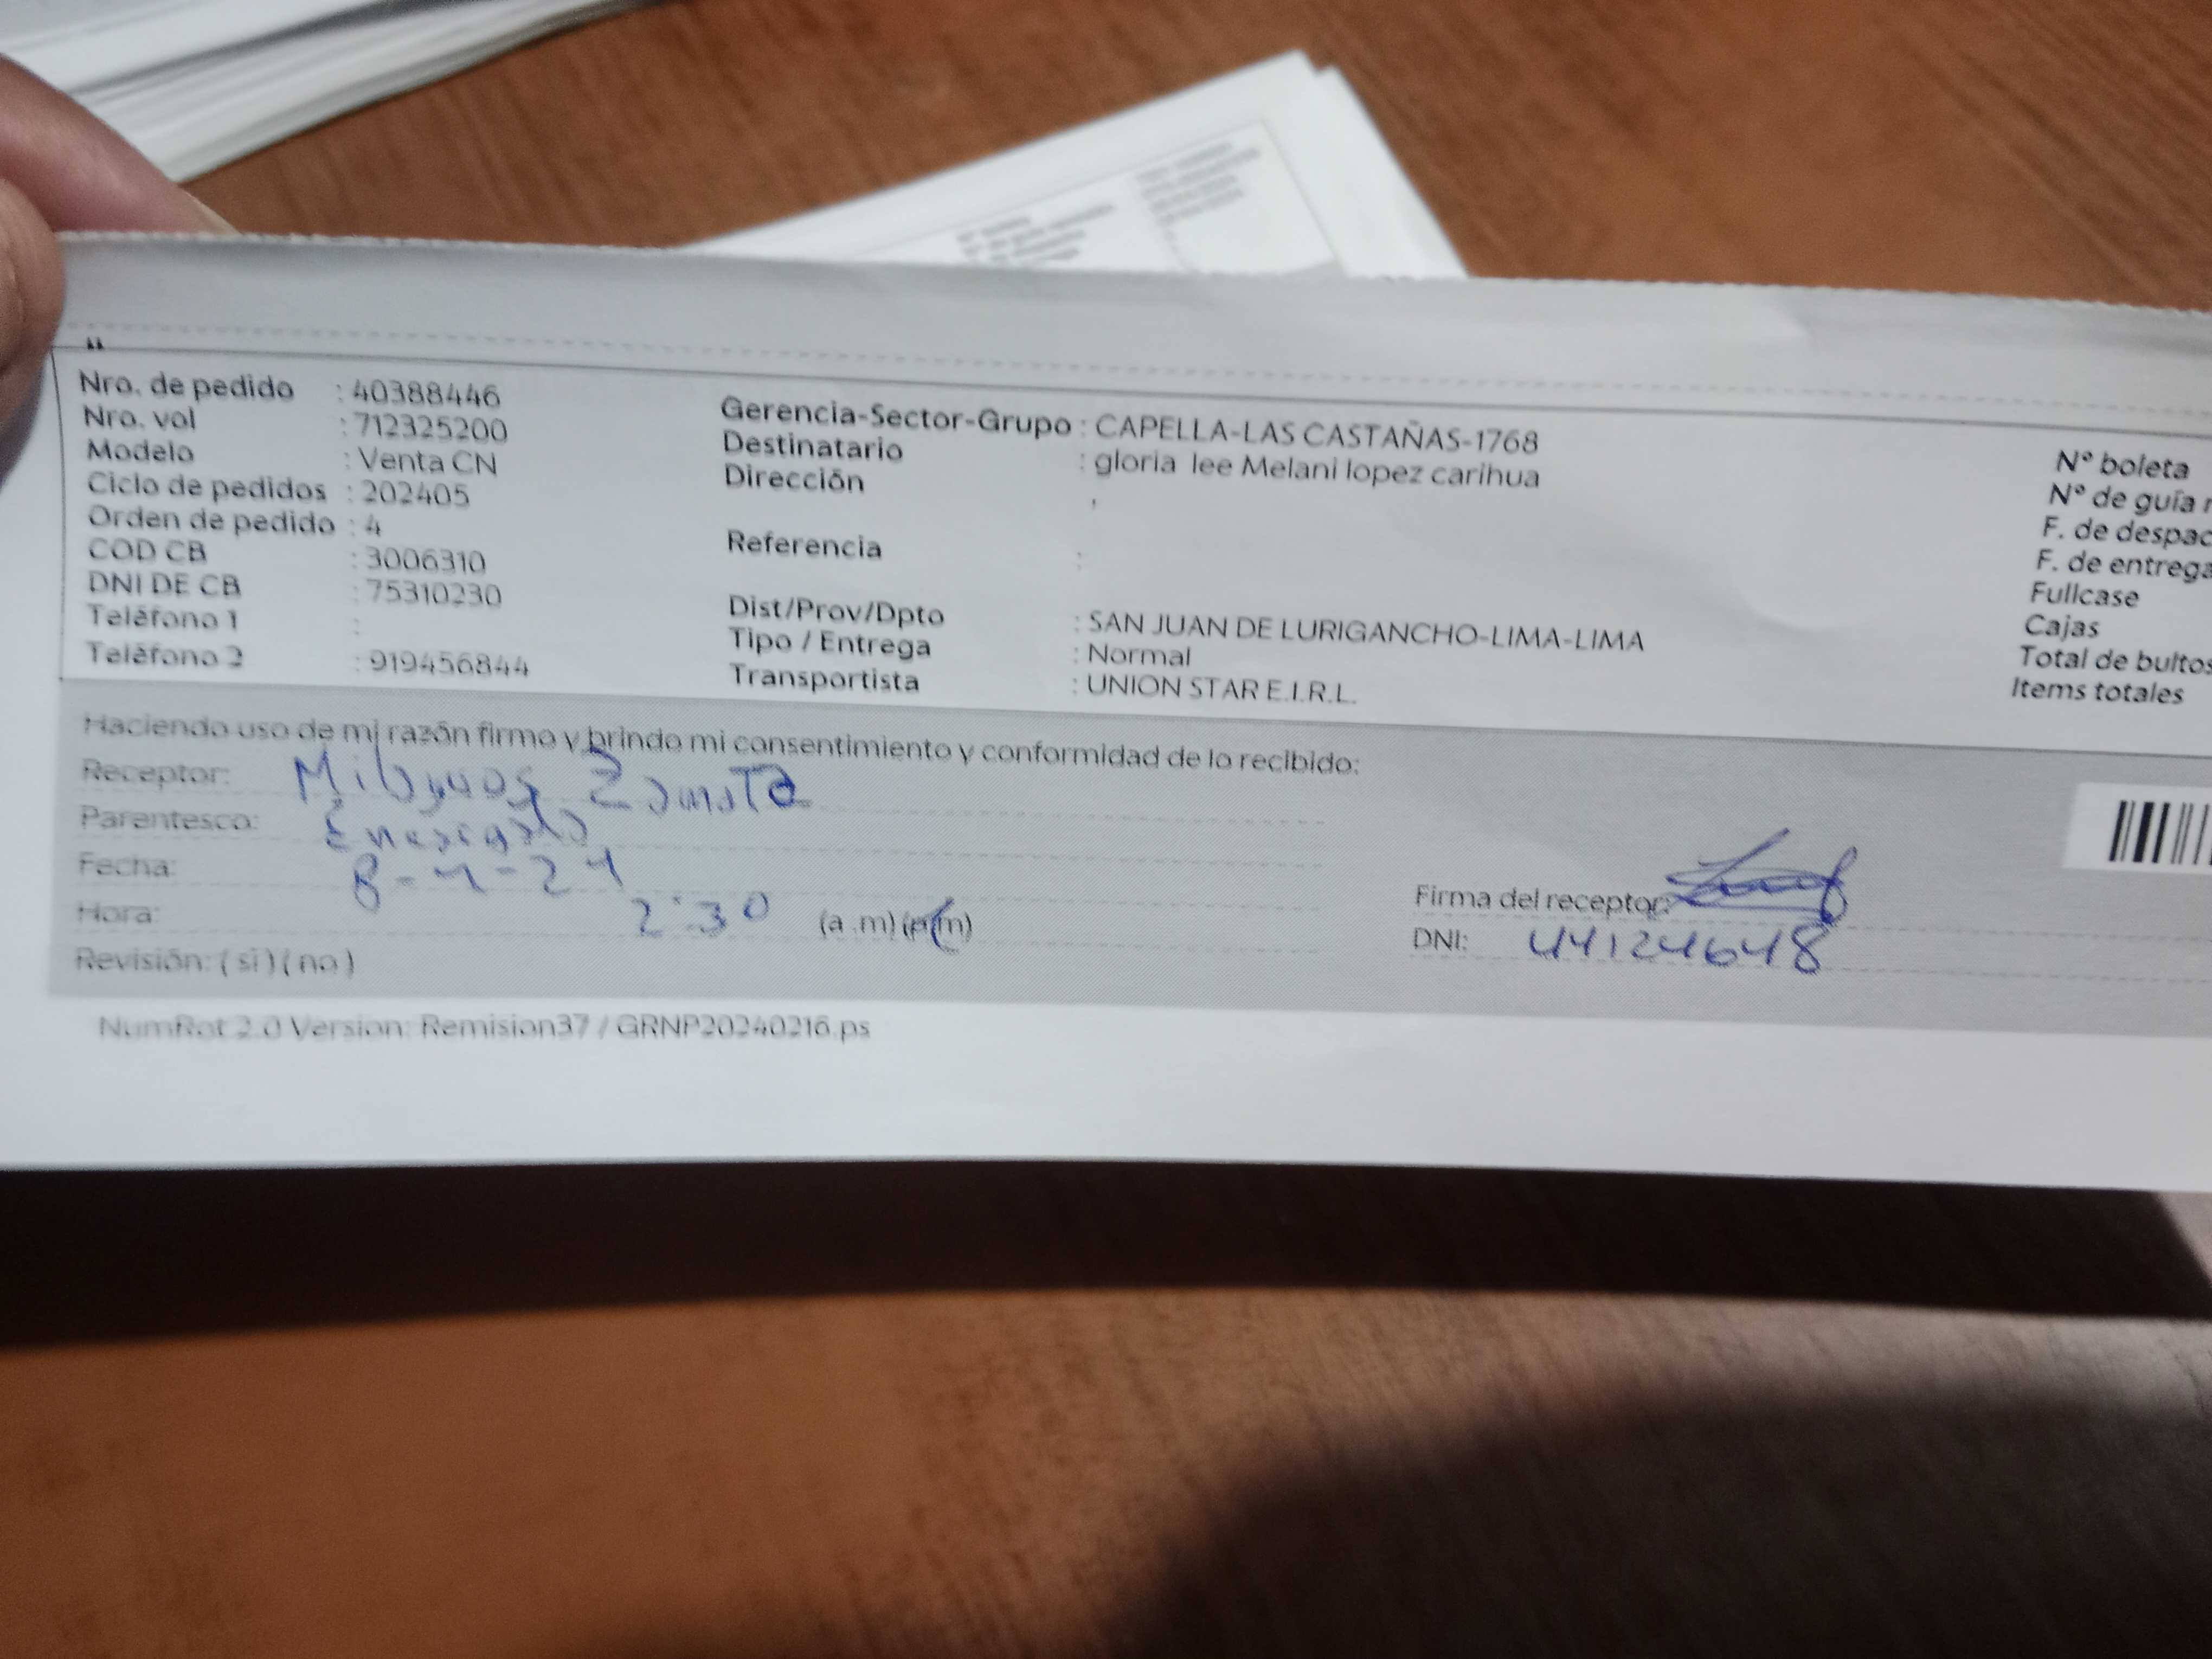 Nro. de pedido : 40388446
Nro. vol : 712325200
Modelo : Venta CN
Ciclo de pedidos : 202405
Orden de pedido : 4
COD CB : 3006310
DNI DE CB : 75310230
Teléfono 1 :
Teléfono 2 : 919456844
Gerencia-Sector-Grupo : CAPELLA-LAS CASTAÑAS-1768
Destinatario : gloria lee Melani lopez carihua
Dirección ,
Referencia :
Dist/Prov/Dpto : SAN JUAN DE LURIGANCHO-LIMA-LIMA
Tipo / Entrega : Normal
Transportista : UNION STAR E.I.R.L.
Nº boleta
Nº de guía r
F. de despac
F. de entrega
Fullcase
Cajas
Total de bultos
Items totales
Haciendo uso de mi razón firmo y brindo mi consentimiento y conformidad de lo recibido:
Receptor:
Parentesco:
Fecha: 8-4-24
Hora: 2:30 (a .m) (p.m)
Revisión: ( si ) ( no )
Firma del receptor:
DNI: 44124648
NumRot 2.0 Version: Remision37 / GRNP20240216.ps